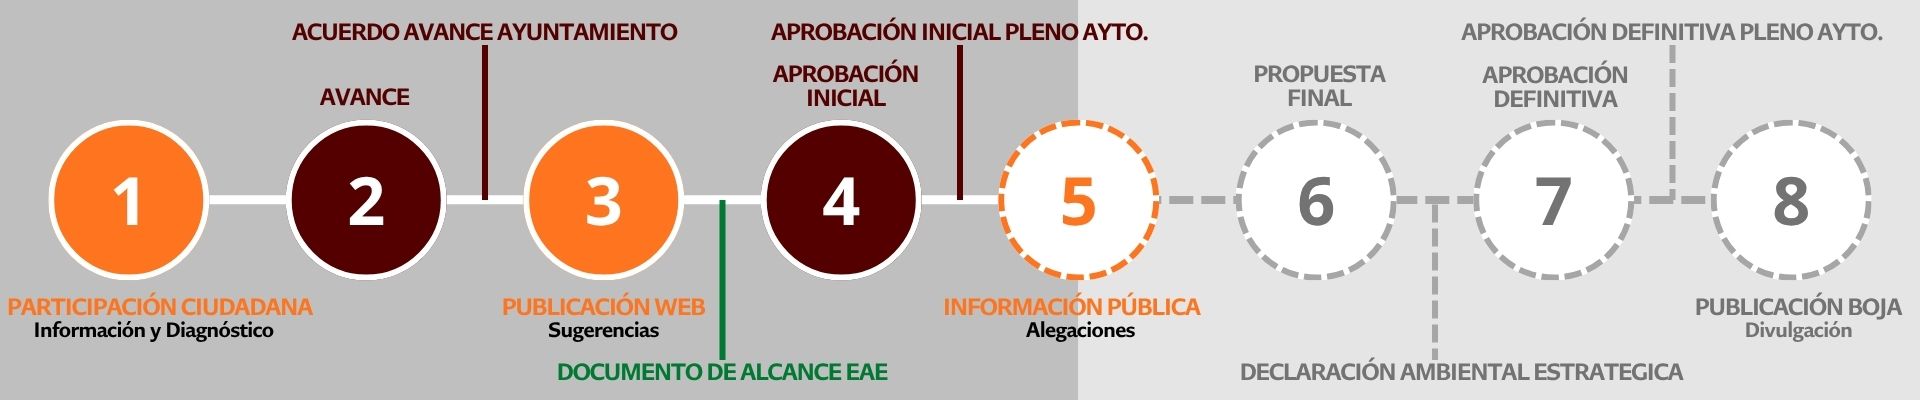 ACUERDO AVANCE AYUNTAMIENTO
APROBACIÓN INICIAL PLENO AYTO.
APROBACIÓN DEFINITIVA PLENO AYTO.
AVANCE
APROBACIÓN
INICIAL
PROPUESTA
FINAL
APROBACIÓN
DEFINITIVA
1
2
3
4
5
6
7
8
PARTICIPACIÓN CIUDADANA
Información y Diagnóstico
PUBLICACIÓN WEB
Sugerencias
INFORMACIÓN PÚBLICA
Alegaciones
PUBLICACIÓN BOJA
Divulgación
DOCUMENTO DE ALCANCE EAE
DECLARACIÓN AMBIENTAL ESTRATEGICA